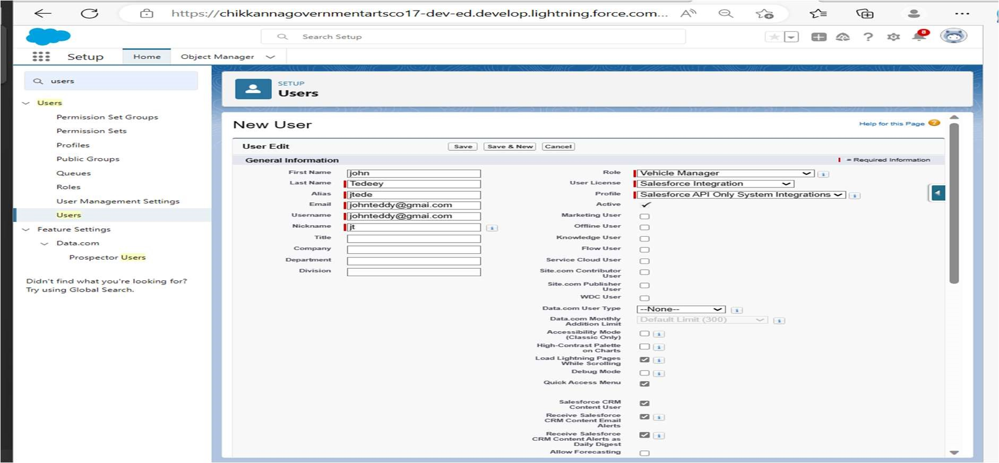 https://chikkannagovernmentartsco17-dev-ed.develop.lightning.force.com...
Search Setup
8
Setup
Home
Object Manager
users
Users
Permission Set Groups
Permission Sets
Profiles
Public Groups
Queues
Roles
User Management Settings
Users
Feature Settings
Data.com
Prospector Users
Didn't find what you're looking for?
Try using Global Search.
SETUP
Users
New User
Help for this Page ?
User Edit
Save
Save & New
Cancel
General Information
= Required Information
First Name john
Last Name Tedeey
Alias jtede
Email johnteddy@gmai.com
Username johnteddy@gmai.com
Nickname jt
Title
Company
Department
Division
Role Vehicle Manager
User License Salesforce Integration
Profile Salesforce API Only System Integrations
Active
Marketing User
Offline User
Knowledge User
Flow User
Service Cloud User
Site.com Contributor
User
Site.com Publisher
User
WDC User
Data.com User Type --None--
Data.com Monthly
Addition Limit
Default Limit (300)
Accessibility Mode
(Classic Only)
High-Contrast Palette
on Charts
Load Lightning Pages
While Scrolling
Debug Mode
Quick Access Menu
Salesforce CRM
Content User
Receive Salesforce
CRM Content Email
Alerts
Receive Salesforce
CRM Content Alerts as
Daily Digest
Allow Forecasting